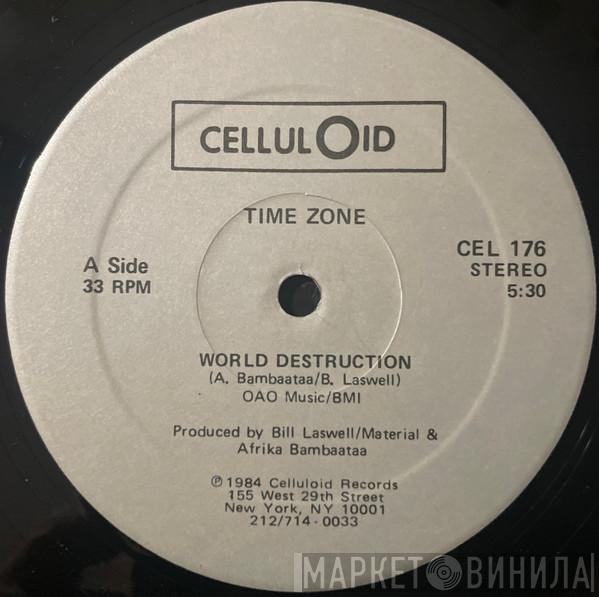 CELLULOID
TIME ZONE
A Side
33 RPM
CEL 176
STEREO
5:30
WORLD DESTRUCTION
(A. Bambaataa/B. Laswell)
OAO Music/BMI
Produced by Bill Laswell/Material &
Afrika Bambaataa
℗1984 Celluloid Records
155 West 29th Street
New York, NY 10001
212/714-0033
МАРКЕТ ВИНИЛА